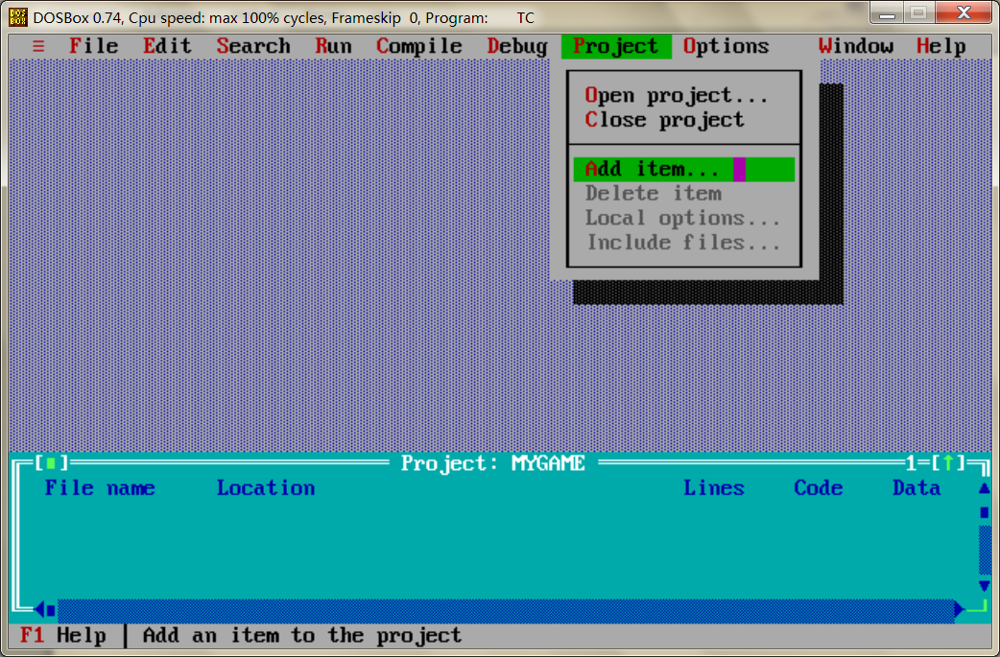 DOSBox 0.74, Cpu speed: max 100% cycles, Frameskip 0, Program: TC
≡ File Edit Search Run Compile Debug Project Options Window Help
Open project...
Close project
Add item...
Delete item
Local options...
Include files...
Project: MYGAME 1
File name Location Lines Code Data
F1 Help | Add an item to the project